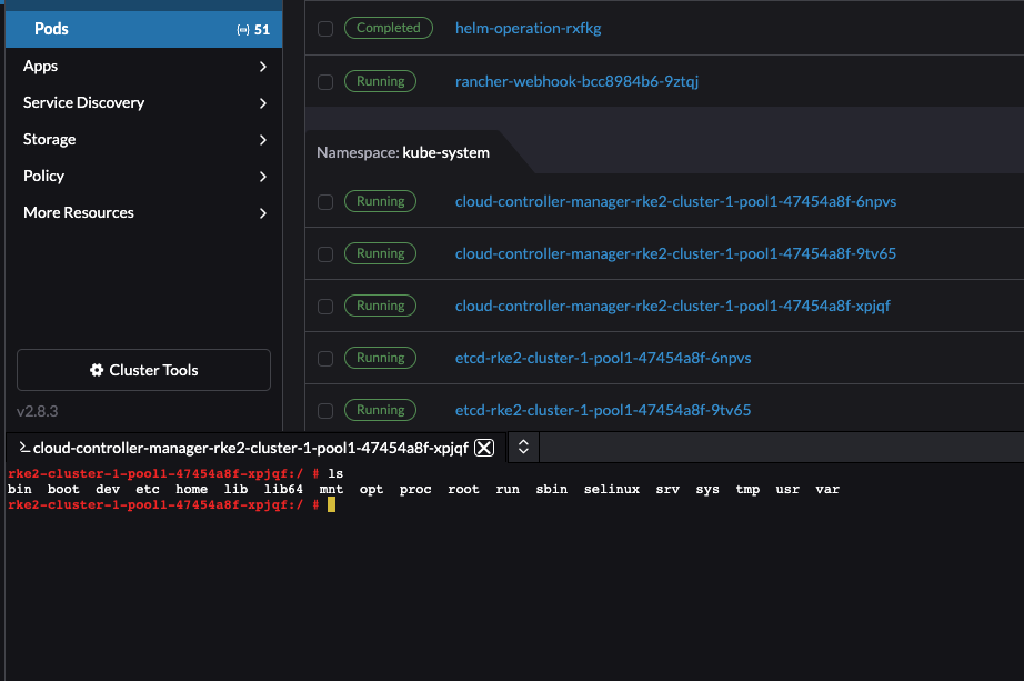 Pods 51
Apps
Service Discovery
Storage
Policy
More Resources
Cluster Tools
v2.8.3
Completed helm-operation-rxfkg
Running rancher-webhook-bcc8984b6-9ztqj
Namespace: kube-system
Running cloud-controller-manager-rke2-cluster-1-pool1-47454a8f-6npvs
Running cloud-controller-manager-rke2-cluster-1-pool1-47454a8f-9tv65
Running cloud-controller-manager-rke2-cluster-1-pool1-47454a8f-xpjqf
Running etcd-rke2-cluster-1-pool1-47454a8f-6npvs
Running etcd-rke2-cluster-1-pool1-47454a8f-9tv65
cloud-controller-manager-rke2-cluster-1-pool1-47454a8f-xpjqf
rke2-cluster-1-pool1-47454a8f-xpjqf:/ # ls
bin boot dev etc home lib lib64 mnt opt proc root run sbin selinux srv sys tmp usr var
rke2-cluster-1-pool1-47454a8f-xpjqf:/ #